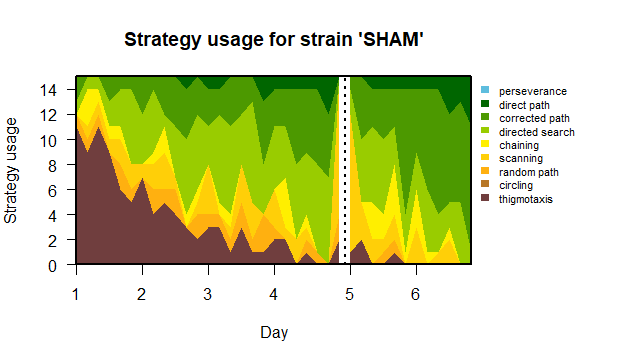 Strategy usage for strain 'SHAM'
Strategy usage
14
12
10
8
6
4
2
0
1
2
3
4
5
6
Day
perseverance
direct path
corrected path
directed search
chaining
scanning
random path
circling
thigmotaxis